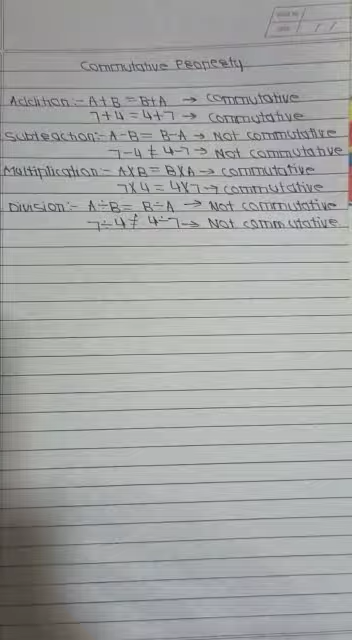 Commutative Property
Addition:- A+B = B+A → commutative
7+4 = 4+7 → commutative
Subtraction:- A-B = B-A → Not commutative
7-4 ≠ 4-7 → Not commutative
Multiplication:- A×B = B×A → commutative
7×4 = 4×7 → commutative
Division:- A÷B = B÷A → Not commutative
7÷4 ≠ 4÷7 → Not commutative